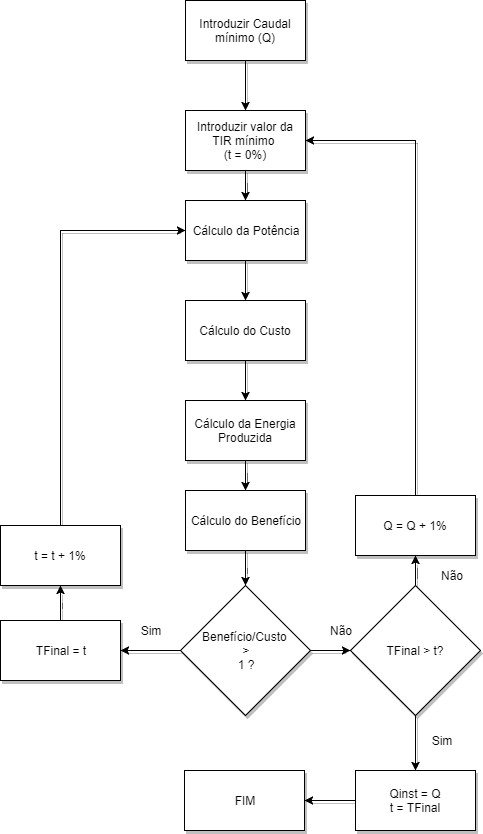 Introduzir Caudal
mínimo (Q)
Introduzir valor da
TIR mínimo
(t = 0%)
Cálculo da Potência
Cálculo do Custo
Cálculo da Energia
Produzida
Cálculo do Benefício
t = t + 1%
Q = Q + 1%
Não
TFinal = t
Sim
Benefício/Custo
>
1 ?
Não
TFinal > t?
Sim
FIM
Qinst = Q
t = TFinal